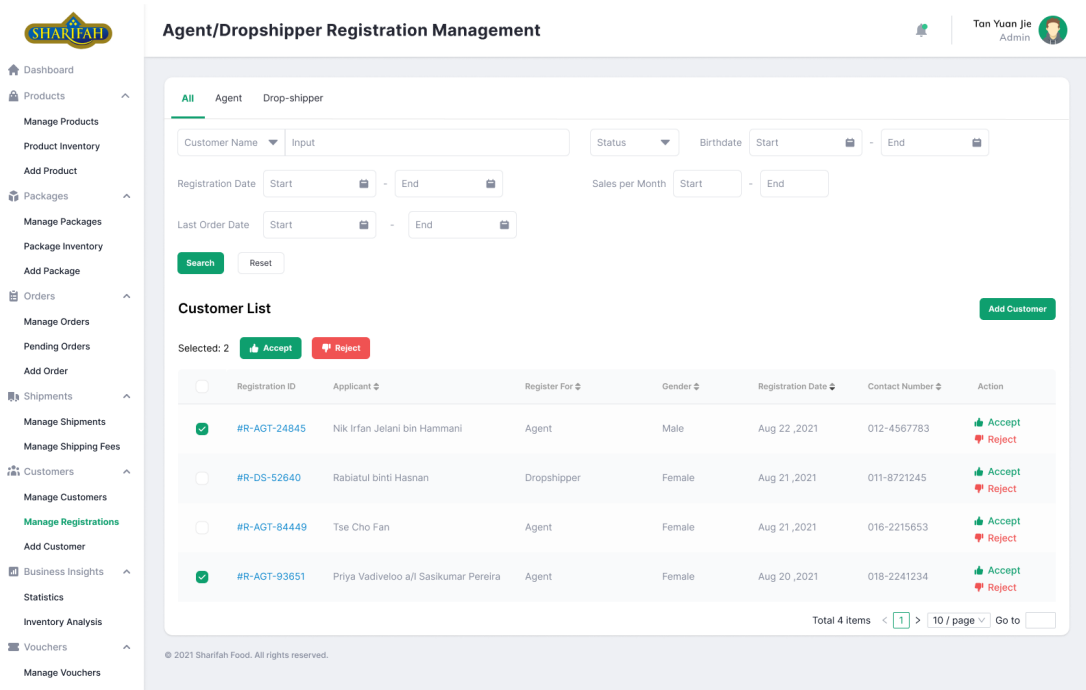 SHARIFAH
Agent/Dropshipper Registration Management
Tan Yuan Jie
Admin
Dashboard
Products
Manage Products
Product Inventory
Add Product
Packages
Manage Packages
Package Inventory
Add Package
Orders
Manage Orders
Pending Orders
Add Order
Shipments
Manage Shipments
Manage Shipping Fees
Customers
Manage Customers
Manage Registrations
Add Customer
Business Insights
Statistics
Inventory Analysis
Vouchers
Manage Vouchers
All Agent Drop-shipper
Customer Name Input Status Birthdate Start - End
Registration Date Start - End Sales per Month Start - End
Last Order Date Start - End
Search Reset
Customer List Add Customer
Selected: 2 Accept Reject
Registration ID Applicant Register For Gender Registration Date Contact Number Action
#R-AGT-24845 Nik Irfan Jelani bin Hammani Agent Male Aug 22 ,2021 012-4567783 Accept
Reject
#R-DS-52640 Rabiatul binti Hasnan Dropshipper Female Aug 21 ,2021 011-8721245 Accept
Reject
#R-AGT-84449 Tse Cho Fan Agent Female Aug 21 ,2021 016-2215653 Accept
Reject
#R-AGT-93651 Priya Vadiveloo a/l Sasikumar Pereira Agent Female Aug 20 ,2021 018-2241234 Accept
Reject
Total 4 items < 1 > 10 / page Go to
© 2021 Sharifah Food. All rights reserved.